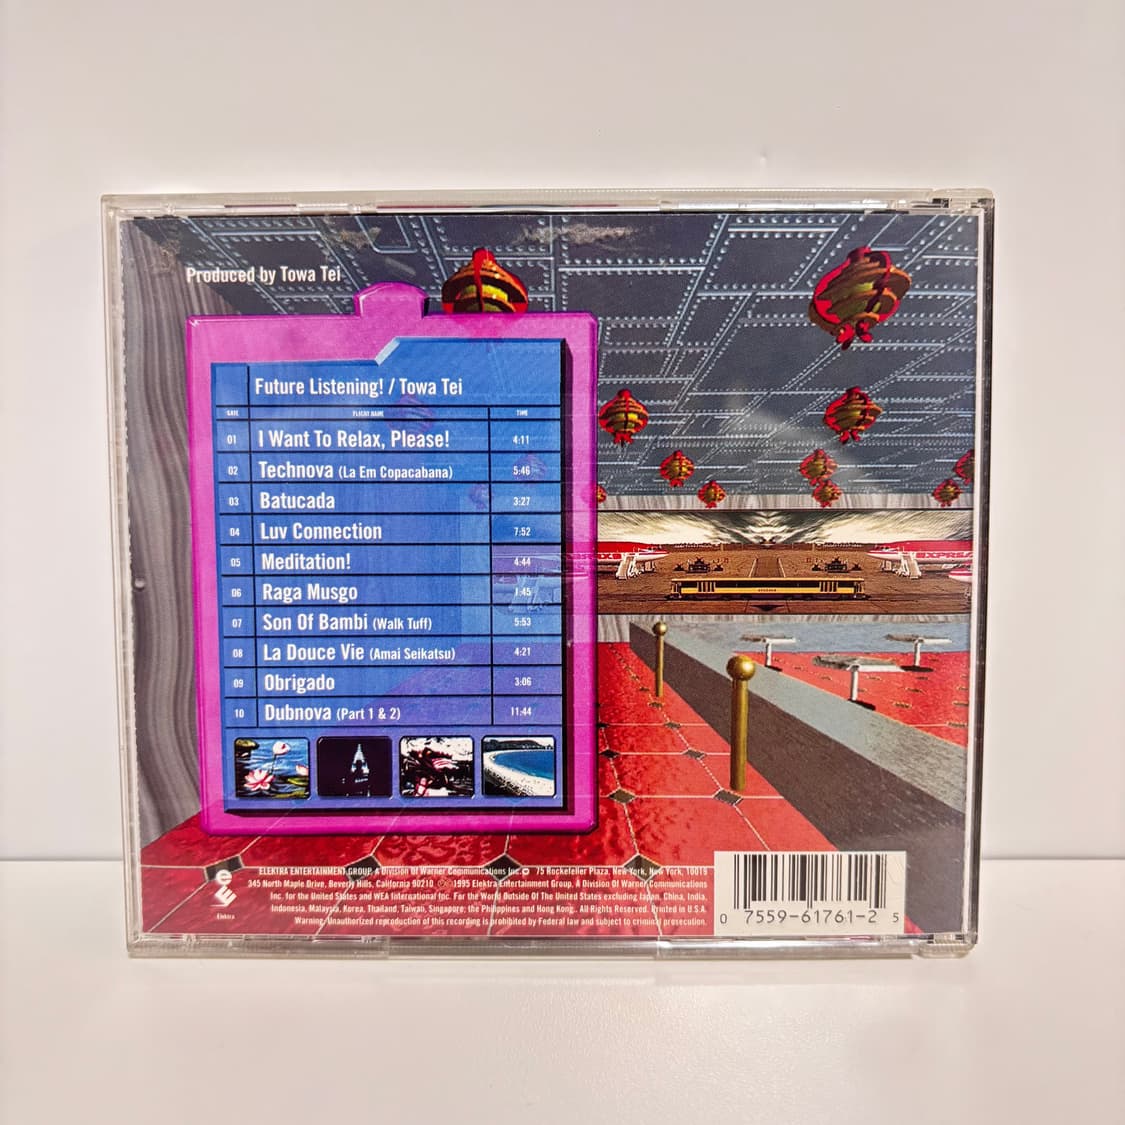 Produced by Towa Tei
Future Listening! / Towa Tei
GATE FLIGHT NAME TIME
01 I Want To Relax, Please! 4:11
02 Technova (La Em Copacabana) 5:46
03 Batucada 3:27
04 Luv Connection 7:52
05 Meditation! 4:44
06 Raga Musgo 1:45
07 Son Of Bambi (Walk Tuff) 5:53
08 La Douce Vie (Amai Seikatsu) 4:21
09 Obrigado 3:06
10 Dubnova (Part 1 & 2) 11:44
Elektra
ELEKTRA ENTERTAINMENT GROUP, A Division Of Warner Communications Inc. 75 Rockefeller Plaza, New York, New York, 10019
345 North Maple Drive, Beverly Hills, California 90210 ©℗ 1995 Elektra Entertainment Group, A Division Of Warner Communications
Inc. for the United States and WEA International Inc. For the World Outside Of The United States excluding Japan, China, India,
Indonesia, Malaysia, Korea, Thailand, Taiwan, Singapore, the Philippines and Hong Kong. All Rights Reserved. Printed in U.S.A.
Warning: Unauthorized reproduction of this recording is prohibited by Federal law and subject to criminal prosecution.
0 7559-61761-2 5